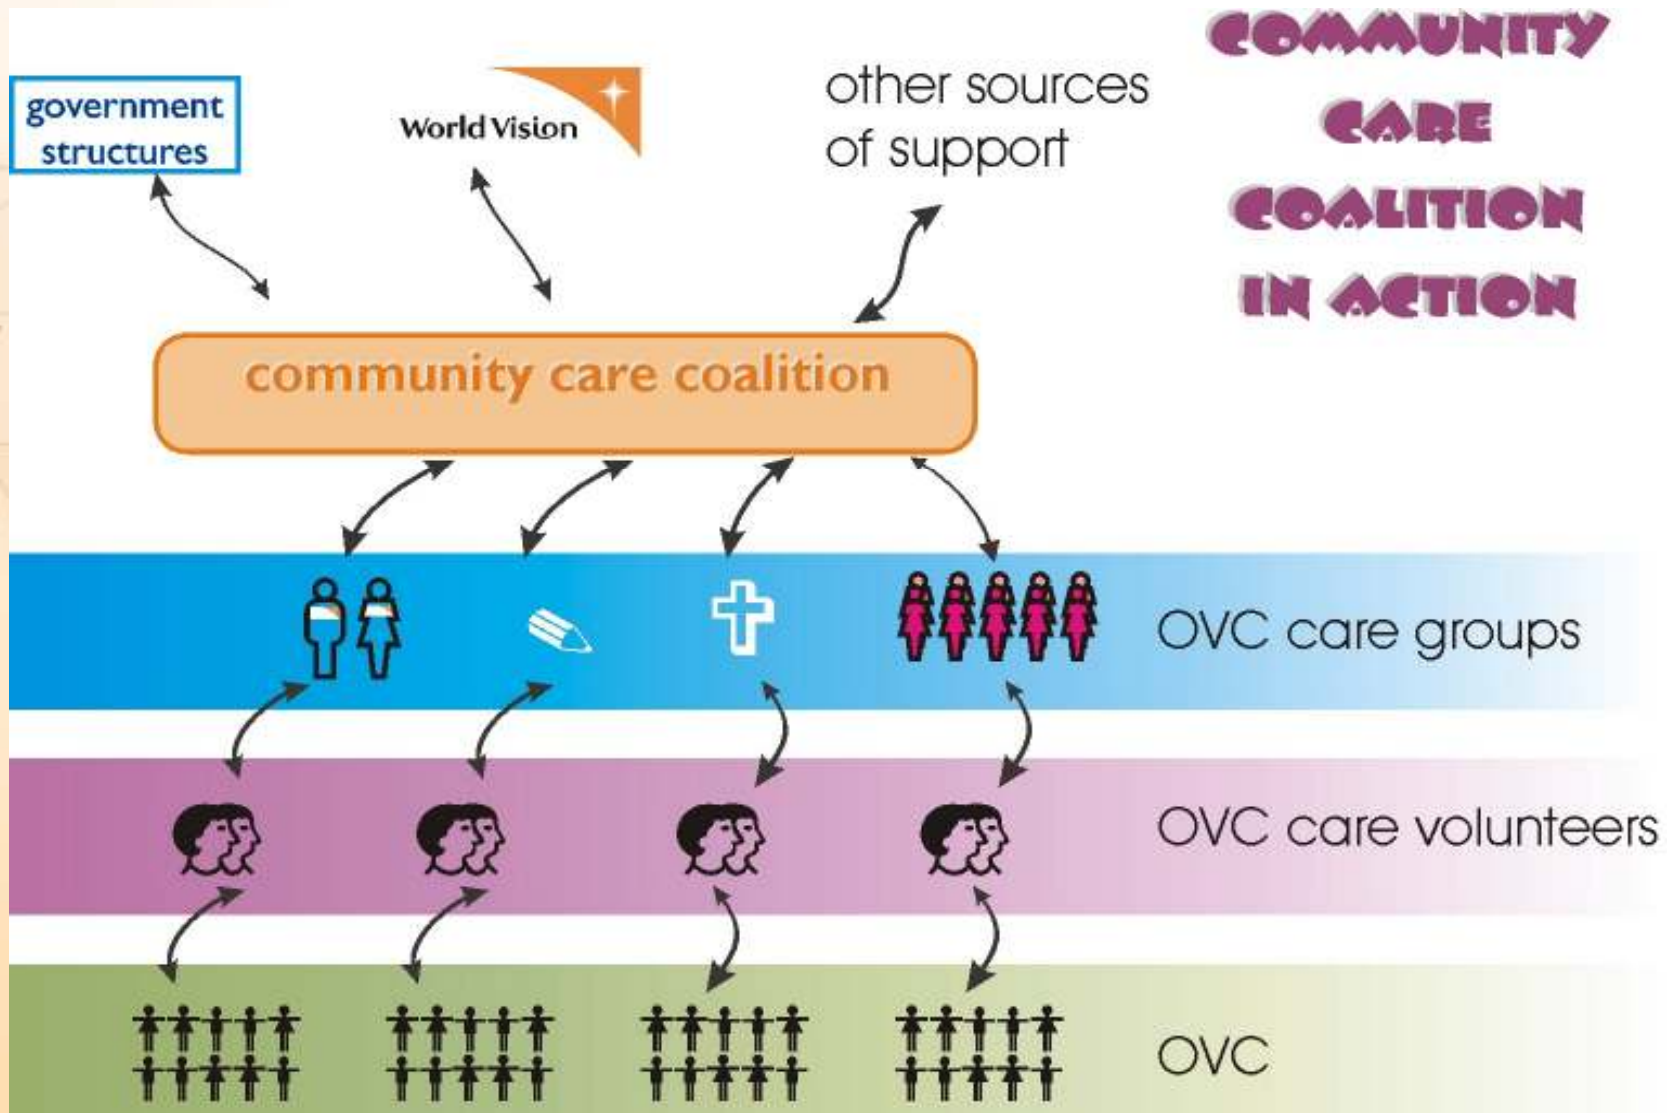 COMMUNITY
CARE
COALITION
IN ACTION
government
structures
World Vision
other sources
of support
community care coalition
OVC care groups
OVC care volunteers
OVC